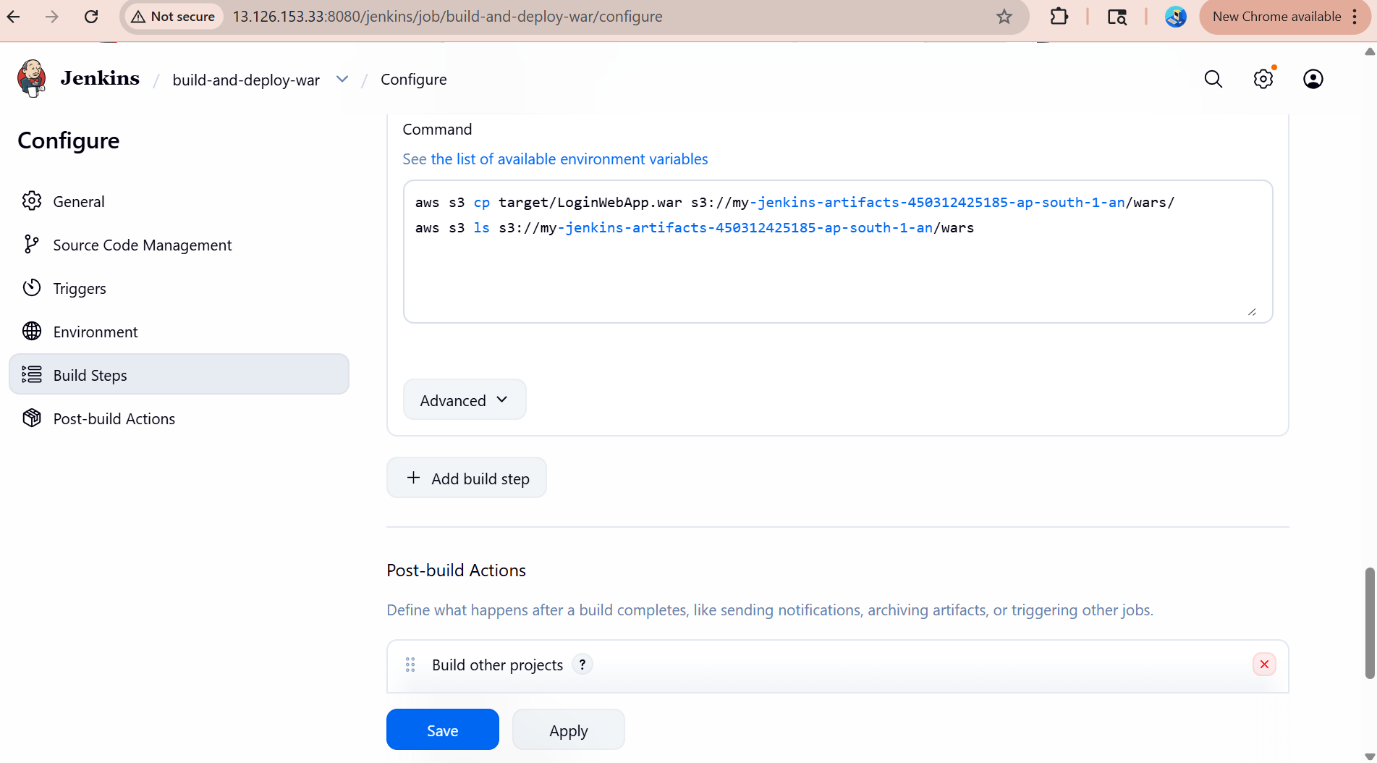 Not secure 13.126.153.33:8080/jenkins/job/build-and-deploy-war/configure New Chrome available
Jenkins / build-and-deploy-war / Configure
Configure
General
Source Code Management
Triggers
Environment
Build Steps
Post-build Actions
Command
See the list of available environment variables
aws s3 cp target/LoginWebApp.war s3://my-jenkins-artifacts-450312425185-ap-south-1-an/wars/
aws s3 ls s3://my-jenkins-artifacts-450312425185-ap-south-1-an/wars
Advanced
+ Add build step
Post-build Actions
Define what happens after a build completes, like sending notifications, archiving artifacts, or triggering other jobs.
Build other projects ?
Save Apply